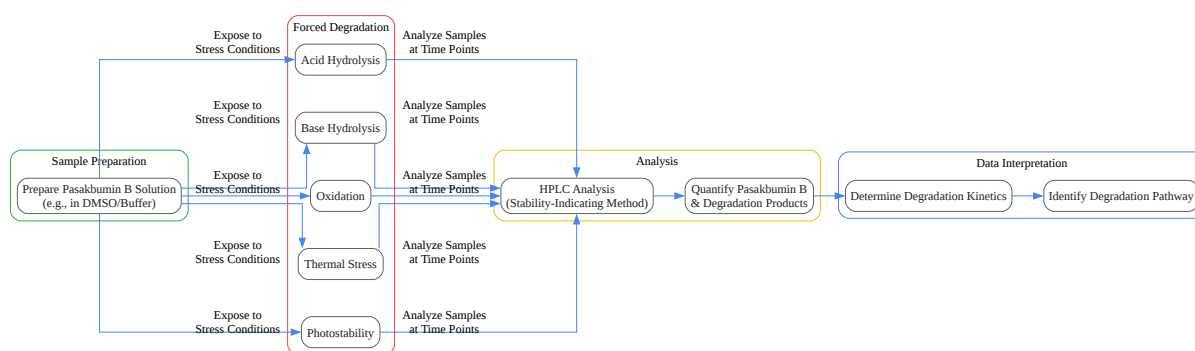 Forced Degradation
Expose to
Stress Conditions
Acid Hydrolysis
Analyze Samples
at Time Points
Expose to
Stress Conditions
Base Hydrolysis
Analyze Samples
at Time Points
Sample Preparation
Prepare Pasakbumin B Solution
(e.g., in DMSO/Buffer)
Expose to
Stress Conditions
Oxidation
Analyze Samples
at Time Points
Analysis
HPLC Analysis
(Stability-Indicating Method)
Quantify Pasakbumin B
& Degradation Products
Data Interpretation
Determine Degradation Kinetics
Identify Degradation Pathway
Expose to
Stress Conditions
Thermal Stress
Analyze Samples
at Time Points
Expose to
Stress Conditions
Photostability
Analyze Samples
at Time Points